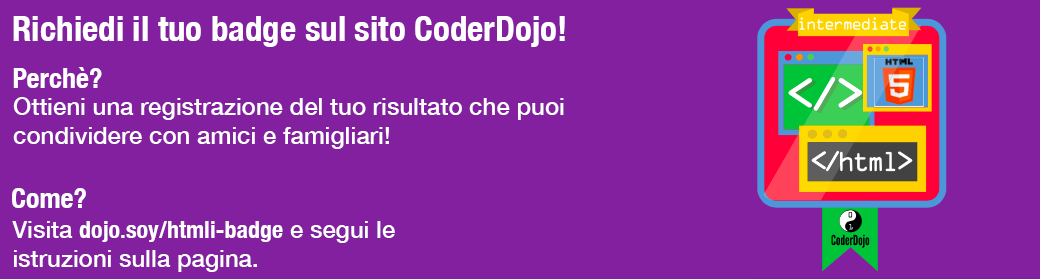 Richiedi il tuo badge sul sito CoderDojo!
Perchè?
Ottieni una registrazione del tuo risultato che puoi
condividere con amici e famigliari!
Come?
Visita dojo.soy/htmli-badge e segui le
istruzioni sulla pagina.
intermediate
</>
HTML
5
</html>
CoderDojo